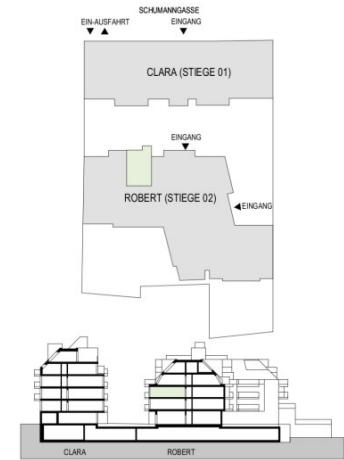 SCHUMANNGASSE
EIN-AUSFAHRT EINGANG
CLARA (STIEGE 01)
EINGANG
ROBERT (STIEGE 02)
EINGANG
CLARA ROBERT